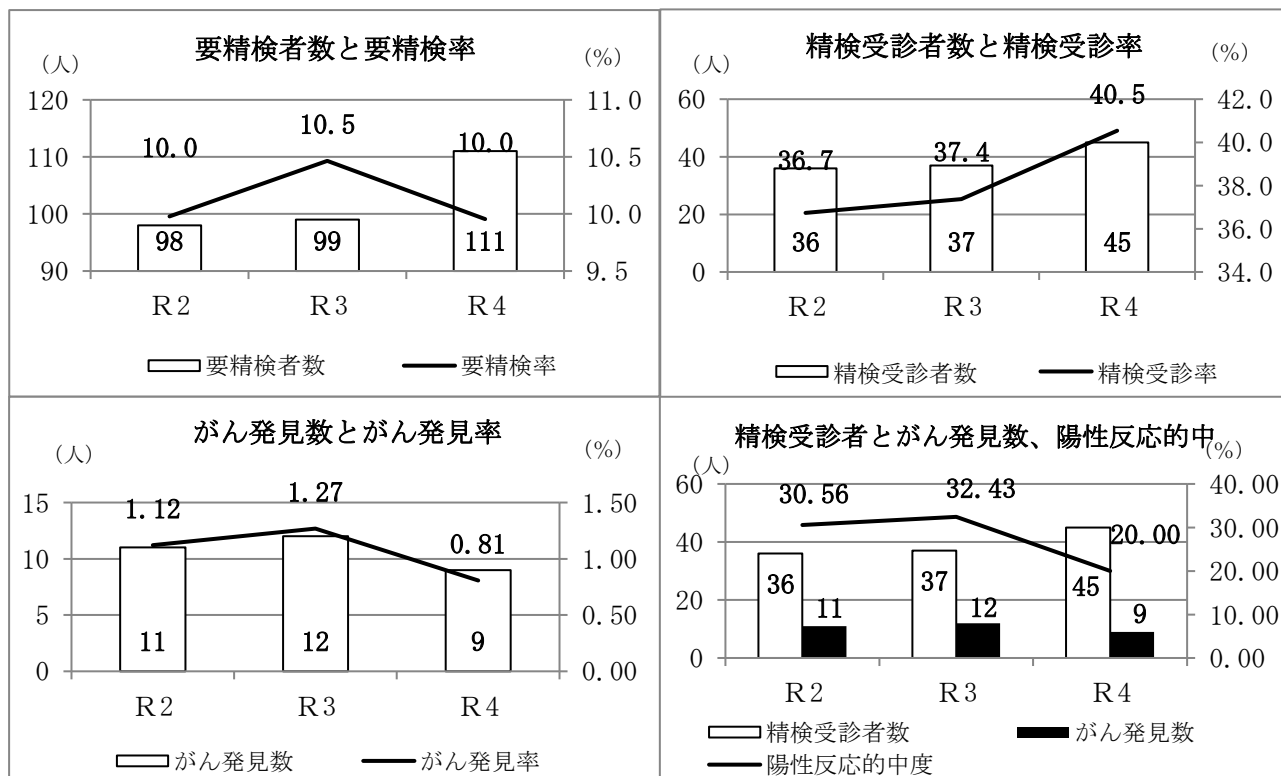 要精検者数と要精検率
(人)
(%)
120
110
100
90
11.0
10.5
10.0
9.5
10.0
10.5
10.0
98
99
111
R2
R3
R4
要精検者数
要精検率
精検受診者数と精検受診率
(人)
(%)
60
40
20
0
42.0
40.0
38.0
36.0
34.0
36.7
37.4
40.5
36
37
45
R2
R3
R4
精検受診者数
精検受診率
がん発見数とがん発見率
(人)
(%)
15
10
5
0
1.50
1.00
0.50
0.00
1.12
1.27
0.81
11
12
9
R2
R3
R4
がん発見数
がん発見率
精検受診者とがん発見数、陽性反応的中
(人)
(%)
60
40
20
0
40.00
30.00
20.00
10.00
0.00
30.56
32.43
20.00
36
11
37
12
45
9
R2
R3
R4
精検受診者数
がん発見数
陽性反応的中度